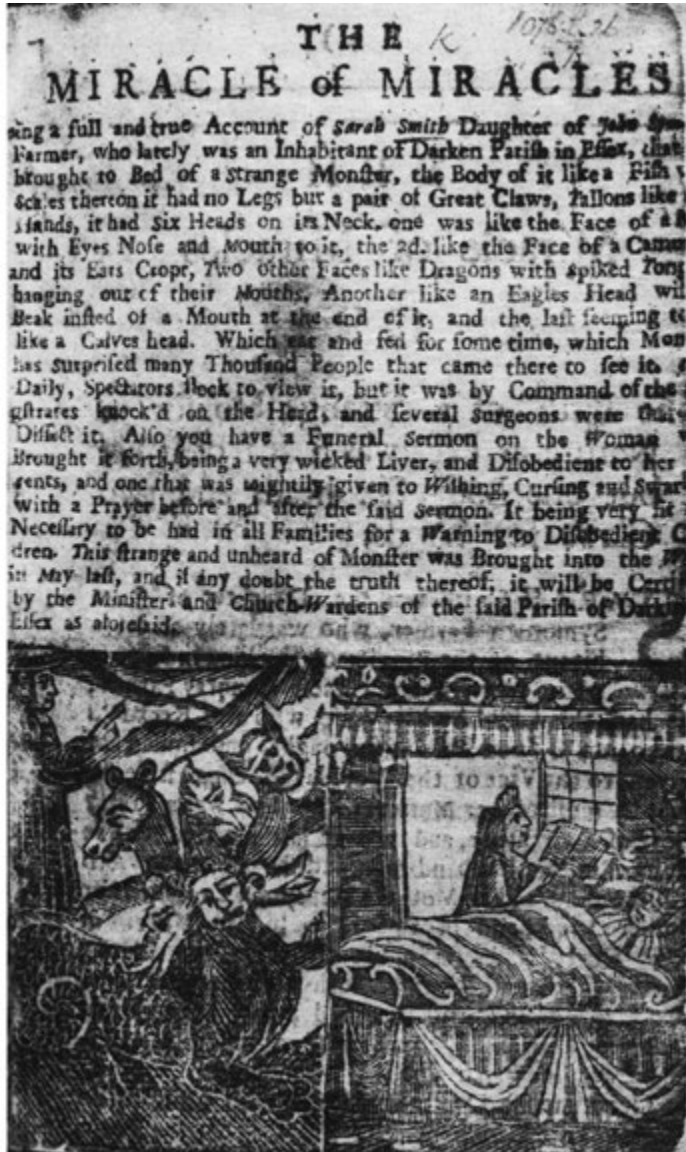 THE
MIRACLE of MIRACLES
ing a full and true Account of Sarah Smith Daughter of John
Farmer, who lately was an Inhabitant of Darken Parish in Essex, that
brought to Bed of a strange Monster, the Body of it like a Fish
Scales thereon it had no Legs but a pair of Great Claws, Tallons like
Hands, it had Six Heads on its Neck, one was like the Face of a
with Eyes Nose and Mouth to it, the 2d. like the Face of a Camel
and its Ears Cropt, Two other Faces like Dragons with spiked Tong
hanging out of their Mouths, Another like an Eagles Head wi
Beak insted of a Mouth at the end of it, and the last seeming to
like a Calves head. Which eat and fed for some time, which Mon
has surprised many Thousand People that came there to see it,
Daily, Spectators flock to view it, but it was by Command of the
gistrates knock'd on the Head, and several Surgeons were
Dissect it. Also you have a Funeral Sermon on the Woman
Brought it forth, being a very wicked Liver, and Disobedient to her
rents, and one that was mightily given to Wishing, Cursing and Swear
with a Prayer before and after the said Sermon. It being very fit
Necessary to be had in all Families for a Warning to Disobedient C
dren. This strange and unheard of Monster was Brought into the W
in May last, and if any doubt the truth thereof, it will be Certi
by the Minister and Church-Wardens of the said Parish of Darken
Essex as aforesaid.